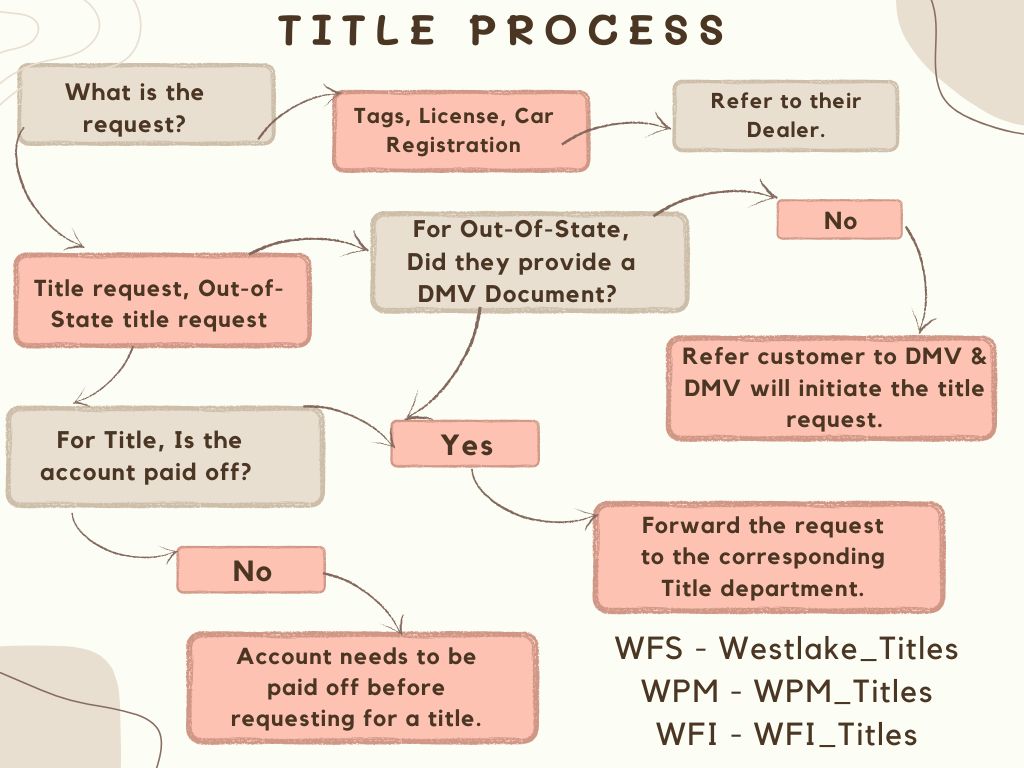 TITLE PROCESS
What is the
request?
Tags, License, Car
Registration
Refer to their
Dealer.
No
For Out-Of-State,
Did they provide a
DMV Document?
Title request, Out-of-
State title request
Refer customer to DMV &
DMV will initiate the title
request.
For Title, Is the
account paid off?
Yes
Forward the request
to the corresponding
Title department.
No
Account needs to be
paid off before
requesting for a title.
WFS - Westlake_Titles
WPM - WPM_Titles
WFI - WFI_Titles